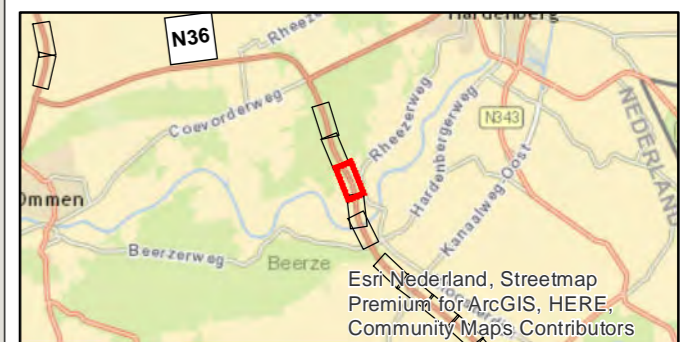 Hardenberg
N36
Rheezerweg
Coevorderweg
Rheezerweg
N343
NEDERLAND
Hardenbergerweg
Kanaalweg-Oost
Ommen
Beerzerweg
Beerze
Esri Nederland, Streetmap
Premium for ArcGIS, HERE,
Community Maps Contributors